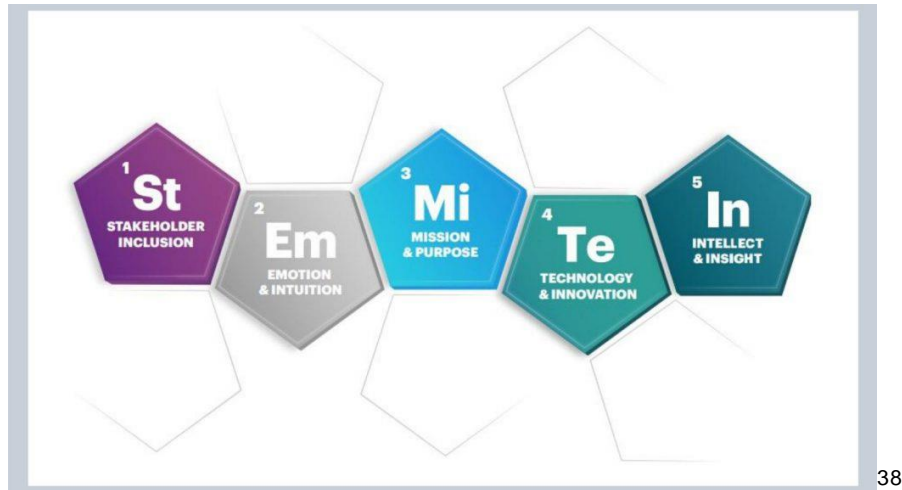 1
St
STAKEHOLDER
INCLUSION
2
Em
EMOTION
& INTUITION
3
Mi
MISSION
& PURPOSE
4
Te
TECHNOLOGY
& INNOVATION
5
In
INTELLECT
& INSIGHT
38